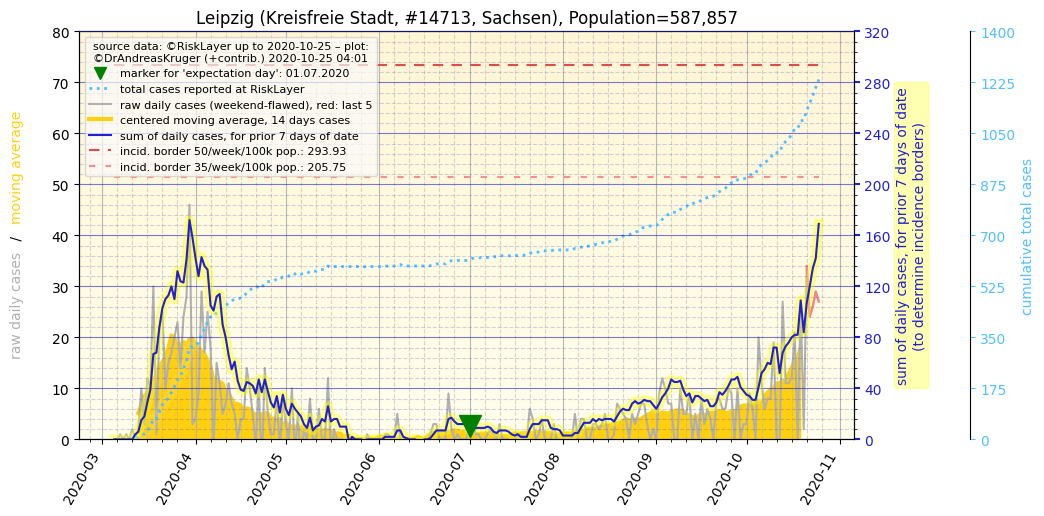 Leipzig (Kreisfreie Stadt, #14713, Sachsen), Population=587,857
source data: ©RiskLayer up to 2020-10-25 – plot:
©DrAndreasKruger (+contrib.) 2020-10-25 04:01
marker for 'expectation day': 01.07.2020
total cases reported at RiskLayer
raw daily cases (weekend-flawed), red: last 5
centered moving average, 14 days cases
sum of daily cases, for prior 7 days of date
incid. border 50/week/100k pop.: 293.93
incid. border 35/week/100k pop.: 205.75
raw daily cases / moving average
80
70
60
50
40
30
20
10
0
2020-03
2020-04
2020-05
2020-06
2020-07
2020-08
2020-09
2020-10
2020-11
320
280
240
200
160
120
80
40
0
sum of daily cases, for prior 7 days of date
(to determine incidence borders)
1400
1225
1050
875
700
525
350
175
0
cumulative total cases